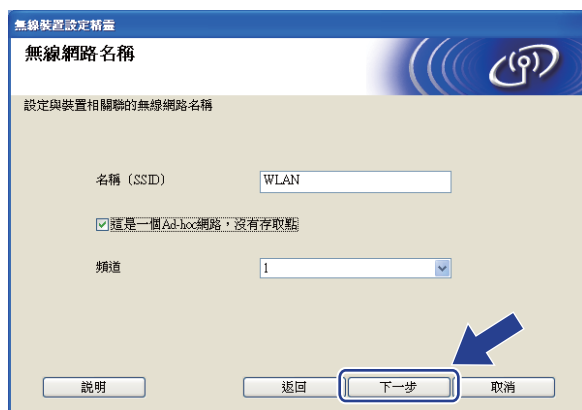 無線裝置設定精靈
無線網路名稱
設定與裝置相關聯的無線網路名稱
名稱（SSID） WLAN
這是一個Ad-hoc網路，沒有存取點
頻道 1
說明 返回 下一步 取消